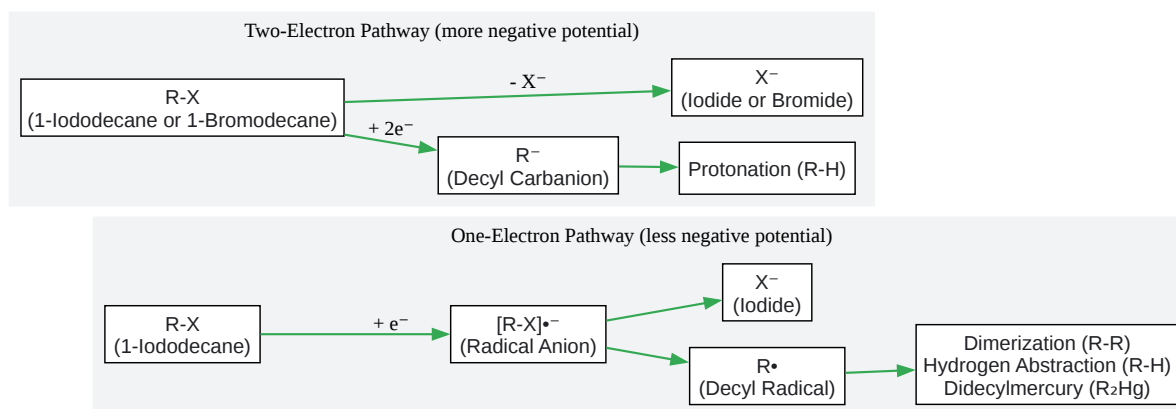 Two-Electron Pathway (more negative potential)
R-X
(1-Iododecane or 1-Bromodecane)
- X⁻
X⁻
(Iodide or Bromide)
+ 2e⁻
R⁻
(Decyl Carbanion)
Protonation (R-H)
One-Electron Pathway (less negative potential)
R-X
(1-Iododecane)
+ e⁻
[R-X]•⁻
(Radical Anion)
X⁻
(Iodide)
R•
(Decyl Radical)
Dimerization (R-R)
Hydrogen Abstraction (R-H)
Didecylmercury (R₂Hg)